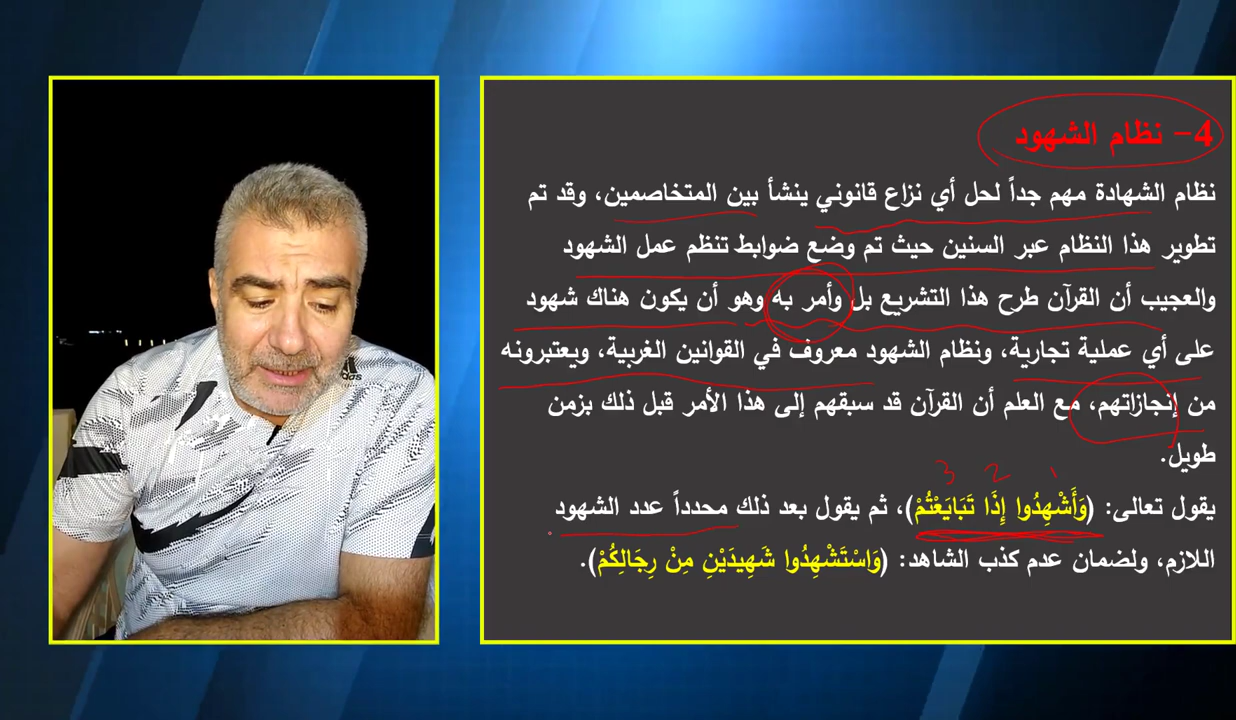 4- نظام الشهود
نظام الشهادة مهم جداً لحل أي نزاع قانوني ينشأ بين المتخاصمين، وقد تم
تطوير هذا النظام عبر السنين حيث تم وضع ضوابط تنظم عمل الشهود
والعجيب أن القرآن طرح هذا التشريع بل وأمر به وهو أن يكون هناك شهود
على أي عملية تجارية، ونظام الشهود معروف في القوانين الغربية، ويعتبرونه
من إنجازاتهم، مع العلم أن القرآن قد سبقهم إلى هذا الأمر قبل ذلك بزمن
طويل.
3 2 1
يقول تعالى: (وَأَشْهِدُوا إِذَا تَبَايَعْتُمْ)، ثم يقول بعد ذلك محدداً عدد الشهود
اللازم، ولضمان عدم كذب الشاهد: (وَاسْتَشْهِدُوا شَهِيدَيْنِ مِنْ رِجَالِكُمْ).
adidas